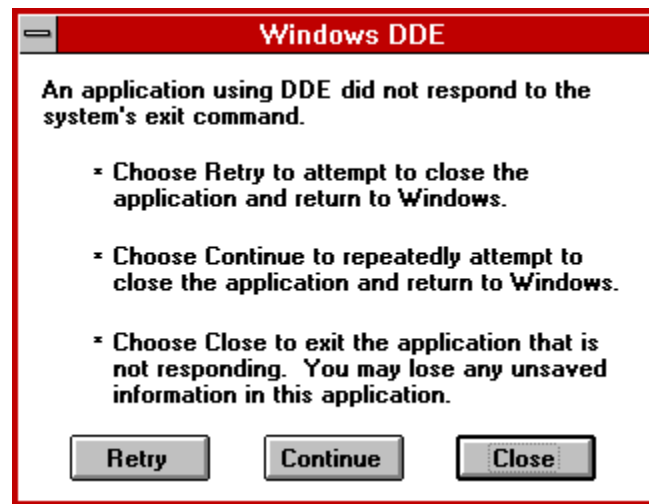 Windows DDE
An application using DDE did not respond to the
system's exit command.
* Choose Retry to attempt to close the
application and return to Windows.
* Choose Continue to repeatedly attempt to
close the application and return to Windows.
* Choose Close to exit the application that is
not responding.  You may lose any unsaved
information in this application.
Retry Continue Close